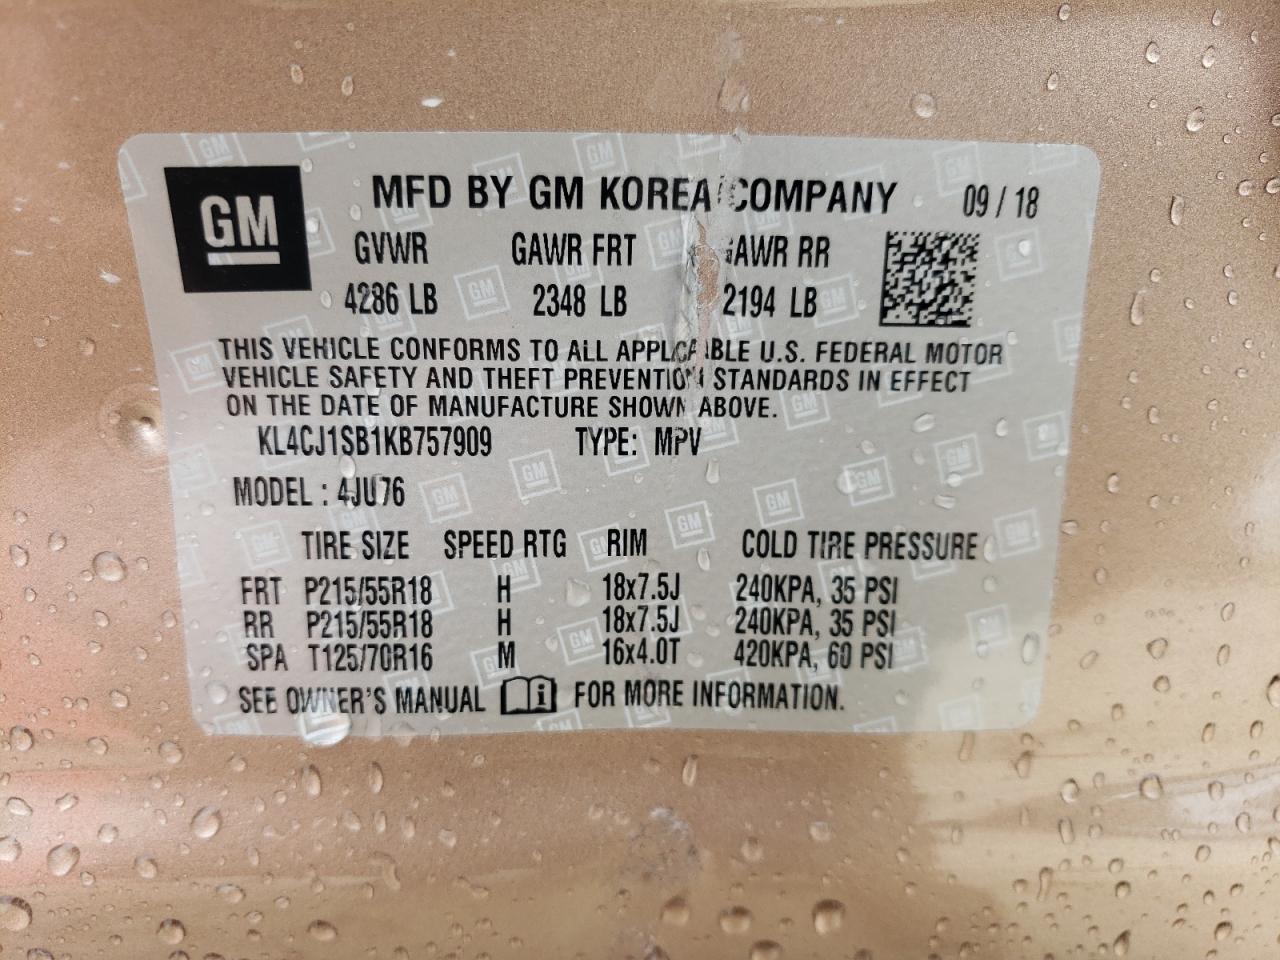 GM
MFD BY GM KOREA COMPANY 09 / 18
GVWR GAWR FRT GAWR RR
4286 LB 2348 LB 2194 LB
THIS VEHICLE CONFORMS TO ALL APPLICABLE U.S. FEDERAL MOTOR
VEHICLE SAFETY AND THEFT PREVENTION STANDARDS IN EFFECT
ON THE DATE OF MANUFACTURE SHOWN ABOVE.
KL4CJ1SB1KB757909 TYPE: MPV
MODEL : 4JU76
TIRE SIZE SPEED RTG RIM COLD TIRE PRESSURE
FRT P215/55R18 H 18x7.5J 240KPA, 35 PSI
RR P215/55R18 H 18x7.5J 240KPA, 35 PSI
SPA T125/70R16 M 16x4.0T 420KPA, 60 PSI
SEE OWNER'S MANUAL i FOR MORE INFORMATION.